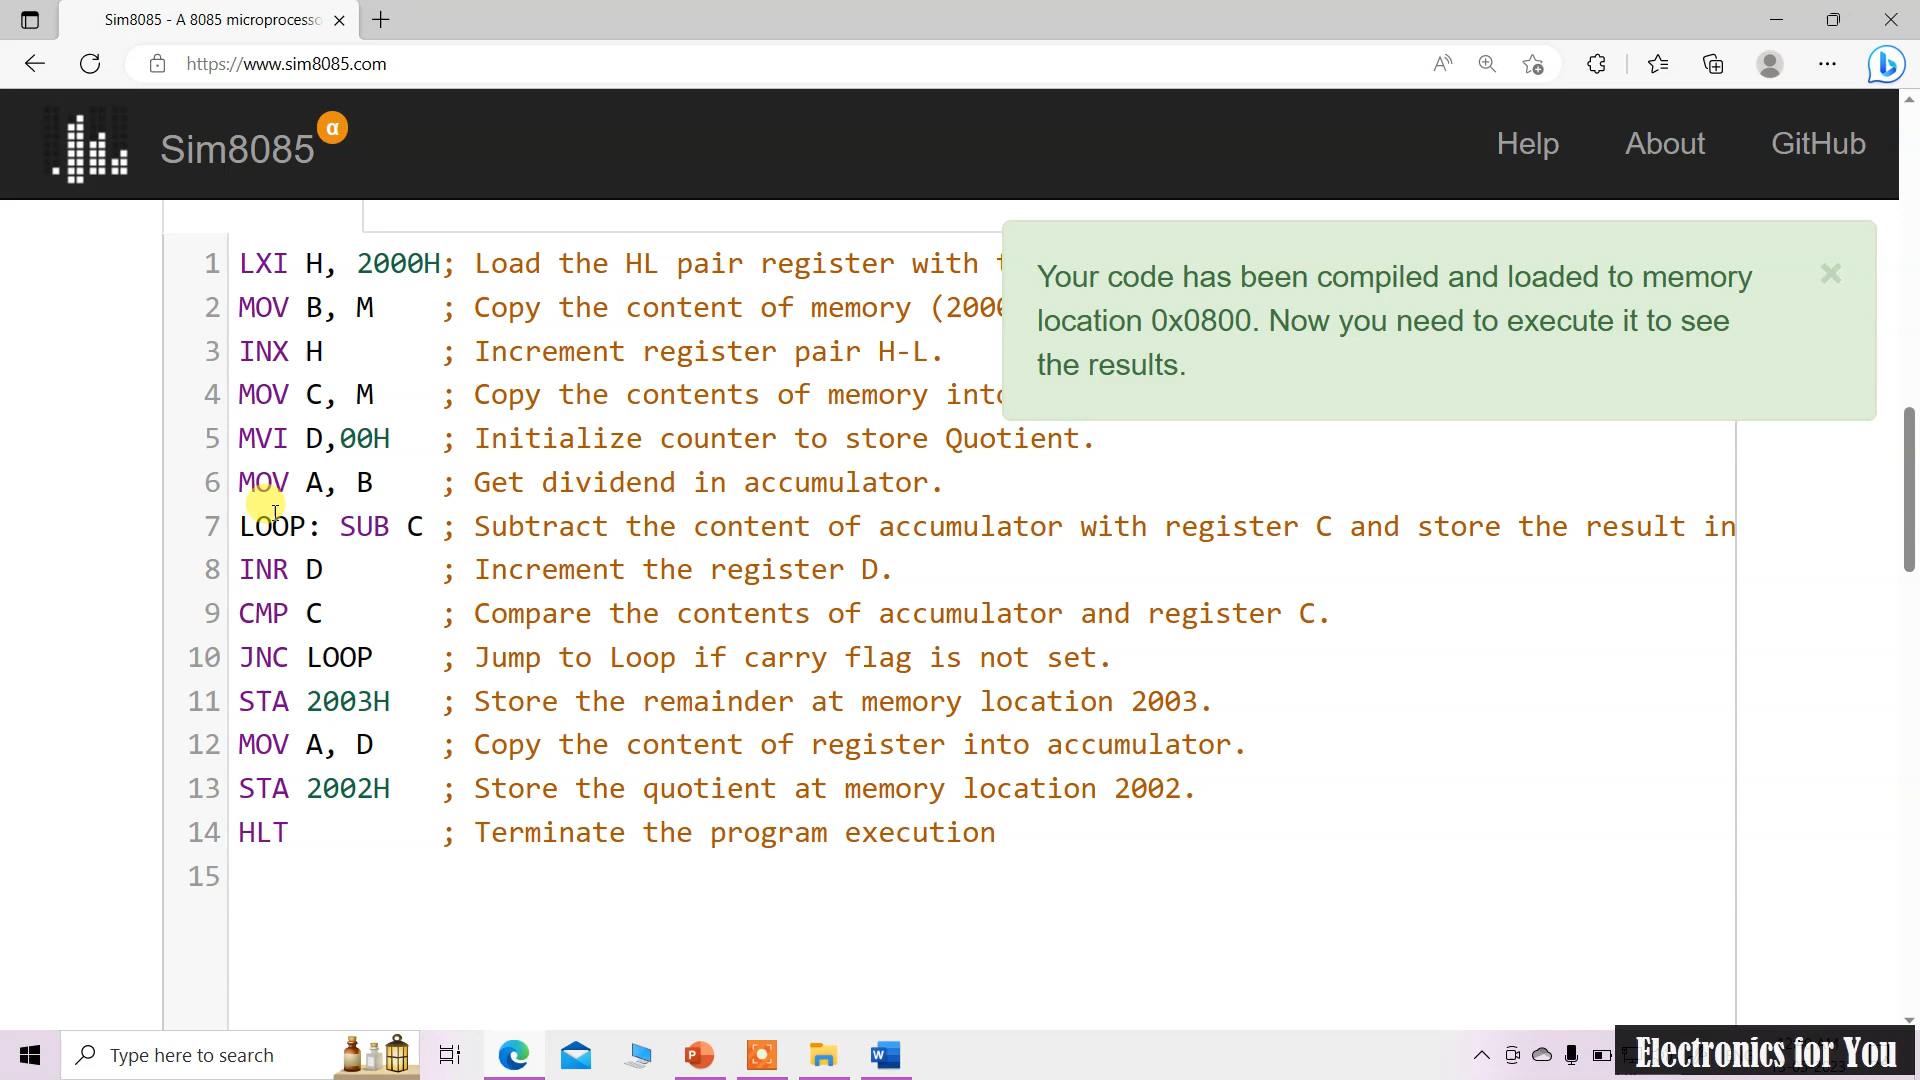 Sim8085 - A 8085 microprocesso
https://www.sim8085.com
Sim8085 α
Help About GitHub
Your code has been compiled and loaded to memory
location 0x0800. Now you need to execute it to see
the results.
1 LXI H, 2000H; Load the HL pair register with
2 MOV B, M ; Copy the content of memory (200
3 INX H ; Increment register pair H-L.
4 MOV C, M ; Copy the contents of memory into
5 MVI D,00H ; Initialize counter to store Quotient.
6 MOV A, B ; Get dividend in accumulator.
7 LOOP: SUB C ; Subtract the content of accumulator with register C and store the result in
8 INR D ; Increment the register D.
9 CMP C ; Compare the contents of accumulator and register C.
10 JNC LOOP ; Jump to Loop if carry flag is not set.
11 STA 2003H ; Store the remainder at memory location 2003.
12 MOV A, D ; Copy the content of register into accumulator.
13 STA 2002H ; Store the quotient at memory location 2002.
14 HLT ; Terminate the program execution
15
Type here to search
Electronics for You